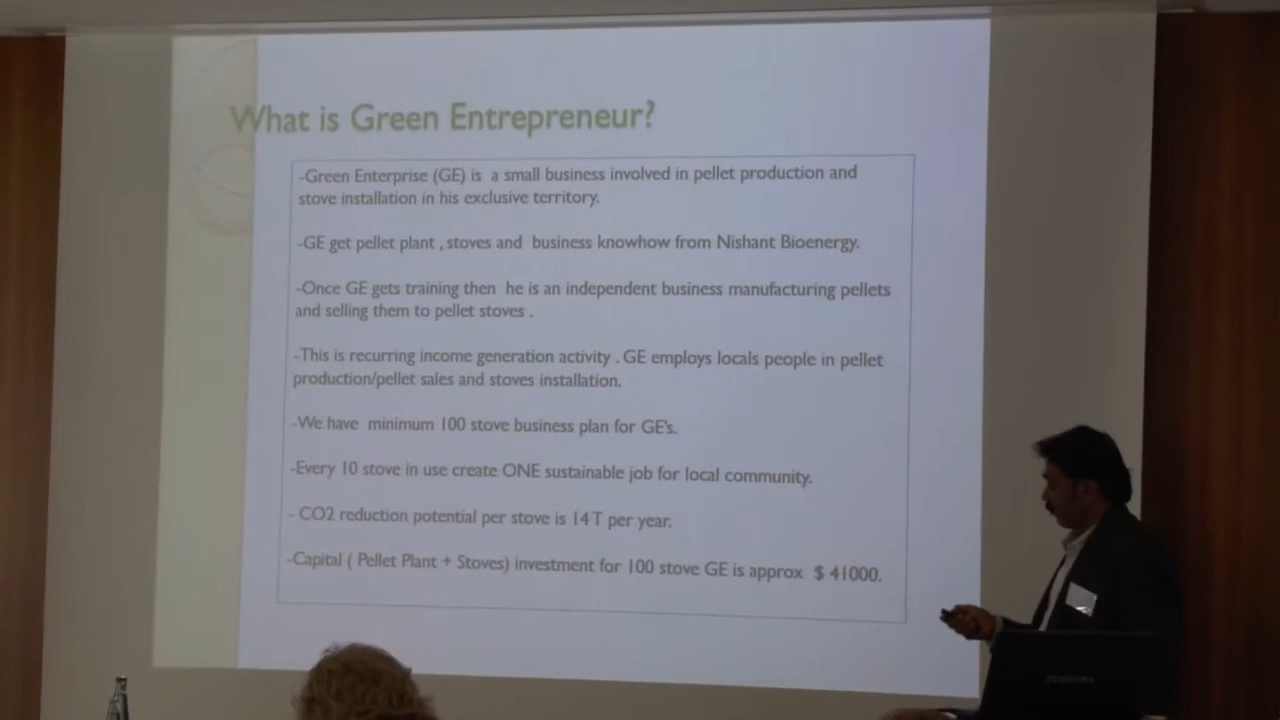 What is Green Entrepreneur?
-Green Enterprise (GE) is a small business involved in pellet production and
stove installation in his exclusive territory.
-GE get pellet plant , stoves and business knowhow from Nishant Bioenergy.
-Once GE gets training then he is an independent business manufacturing pellets
and selling them to pellet stoves .
-This is recurring income generation activity . GE employs locals people in pellet
production/pellet sales and stoves installation.
-We have minimum 100 stove business plan for GE's.
-Every 10 stove in use create ONE sustainable job for local community.
- CO2 reduction potential per stove is 14T per year.
-Capital ( Pellet Plant + Stoves) investment for 100 stove GE is approx $ 41000.
TOSHIBA